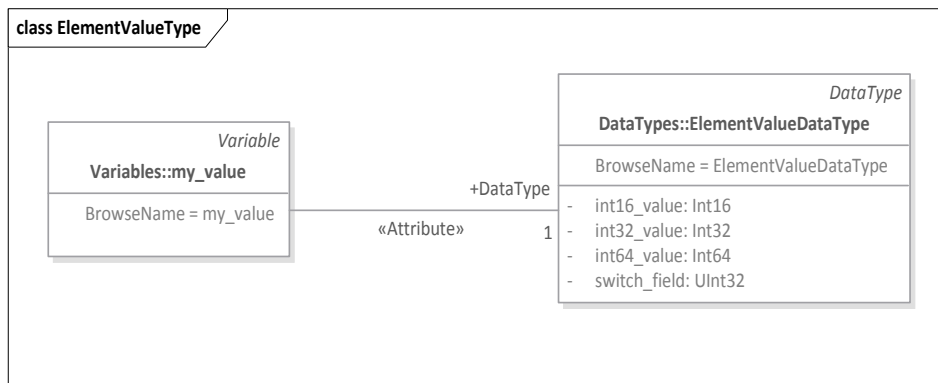 class ElementValueType
Variable
Variables::my_value
BrowseName = my_value
+DataType
«Attribute»
1
DataType
DataTypes::ElementValueDataType
BrowseName = ElementValueDataType
- int16_value: Int16
- int32_value: Int32
- int64_value: Int64
- switch_field: UInt32